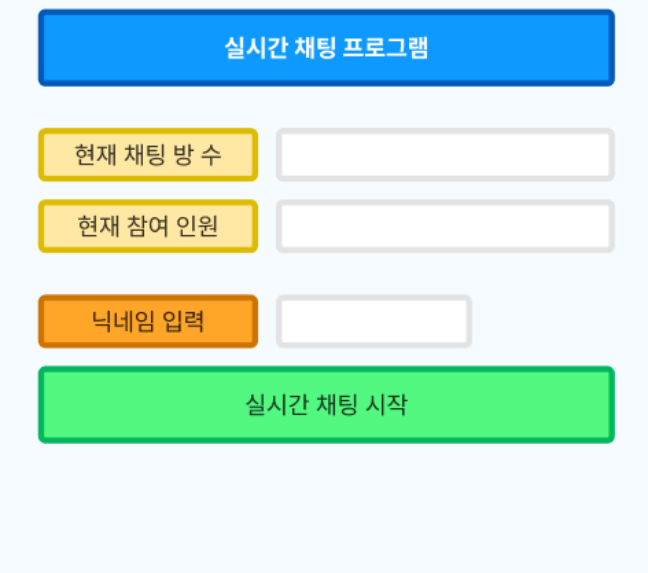 실시간 채팅 프로그램
현재 채팅 방 수
현재 참여 인원
닉네임 입력
실시간 채팅 시작